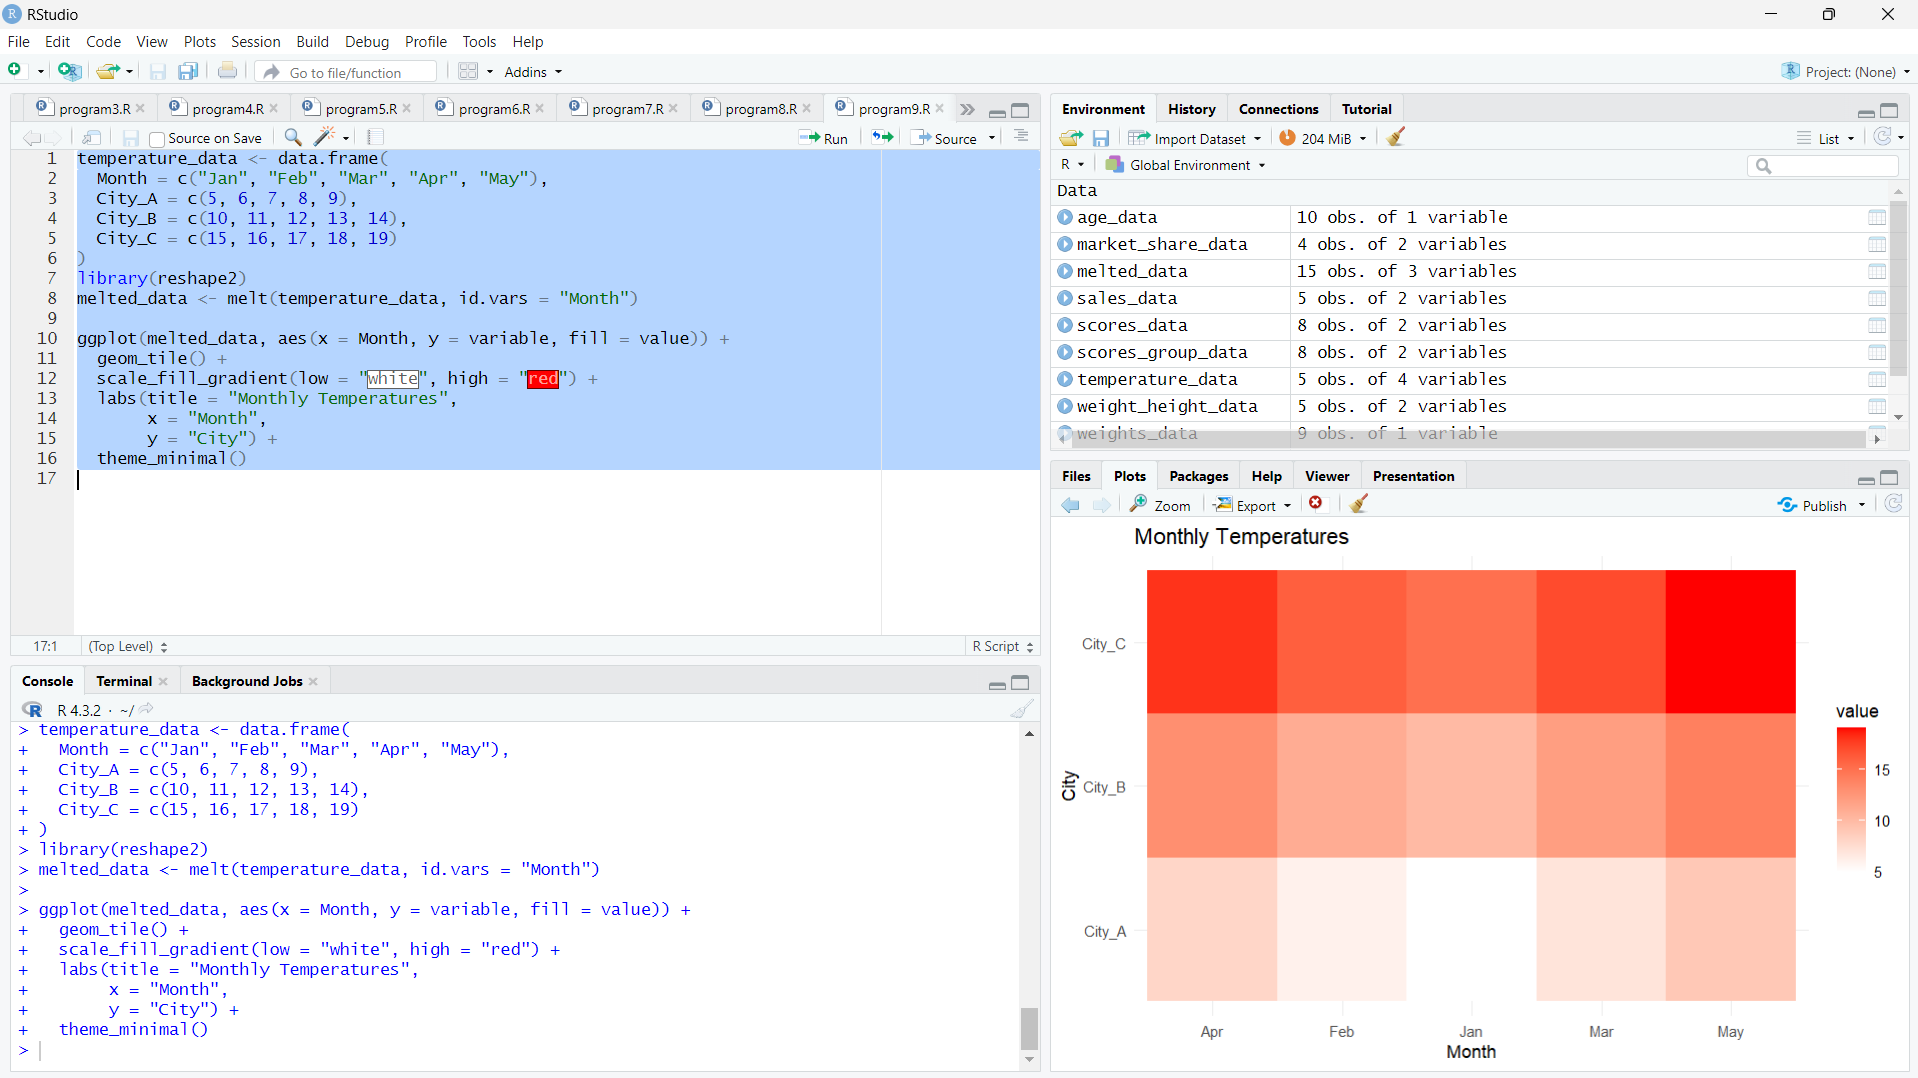 RStudio
File Edit Code View Plots Session Build Debug Profile Tools Help
Go to file/function Addins Project: (None)
program3.R program4.R program5.R program6.R program7.R program8.R program9.R
Source on Save Run Source
1 temperature_data <- data.frame(
2 Month = c("Jan", "Feb", "Mar", "Apr", "May"),
3 City_A = c(5, 6, 7, 8, 9),
4 City_B = c(10, 11, 12, 13, 14),
5 City_C = c(15, 16, 17, 18, 19)
6 )
7 library(reshape2)
8 melted_data <- melt(temperature_data, id.vars = "Month")
9
10 ggplot(melted_data, aes(x = Month, y = variable, fill = value)) +
11 geom_tile() +
12 scale_fill_gradient(low = "white", high = "red") +
13 labs(title = "Monthly Temperatures",
14 x = "Month",
15 y = "City") +
16 theme_minimal()
17
17:1 (Top Level) R Script
Console Terminal Background Jobs
R R 4.3.2 · ~/
> temperature_data <- data.frame(
+ Month = c("Jan", "Feb", "Mar", "Apr", "May"),
+ City_A = c(5, 6, 7, 8, 9),
+ City_B = c(10, 11, 12, 13, 14),
+ City_C = c(15, 16, 17, 18, 19)
+ )
> library(reshape2)
> melted_data <- melt(temperature_data, id.vars = "Month")
>
> ggplot(melted_data, aes(x = Month, y = variable, fill = value)) +
+ geom_tile() +
+ scale_fill_gradient(low = "white", high = "red") +
+ labs(title = "Monthly Temperatures",
+ x = "Month",
+ y = "City") +
+ theme_minimal()
>
Environment History Connections Tutorial
Import Dataset 204 MiB List
R Global Environment
Data
age_data 10 obs. of 1 variable
market_share_data 4 obs. of 2 variables
melted_data 15 obs. of 3 variables
sales_data 5 obs. of 2 variables
scores_data 8 obs. of 2 variables
scores_group_data 8 obs. of 2 variables
temperature_data 5 obs. of 4 variables
weight_height_data 5 obs. of 2 variables
weights_data 9 obs. of 1 variable
Files Plots Packages Help Viewer Presentation
Zoom Export Publish
Monthly Temperatures
City_C
City_B
City_A
City
Apr Feb Jan Mar May
Month
value
15
10
5